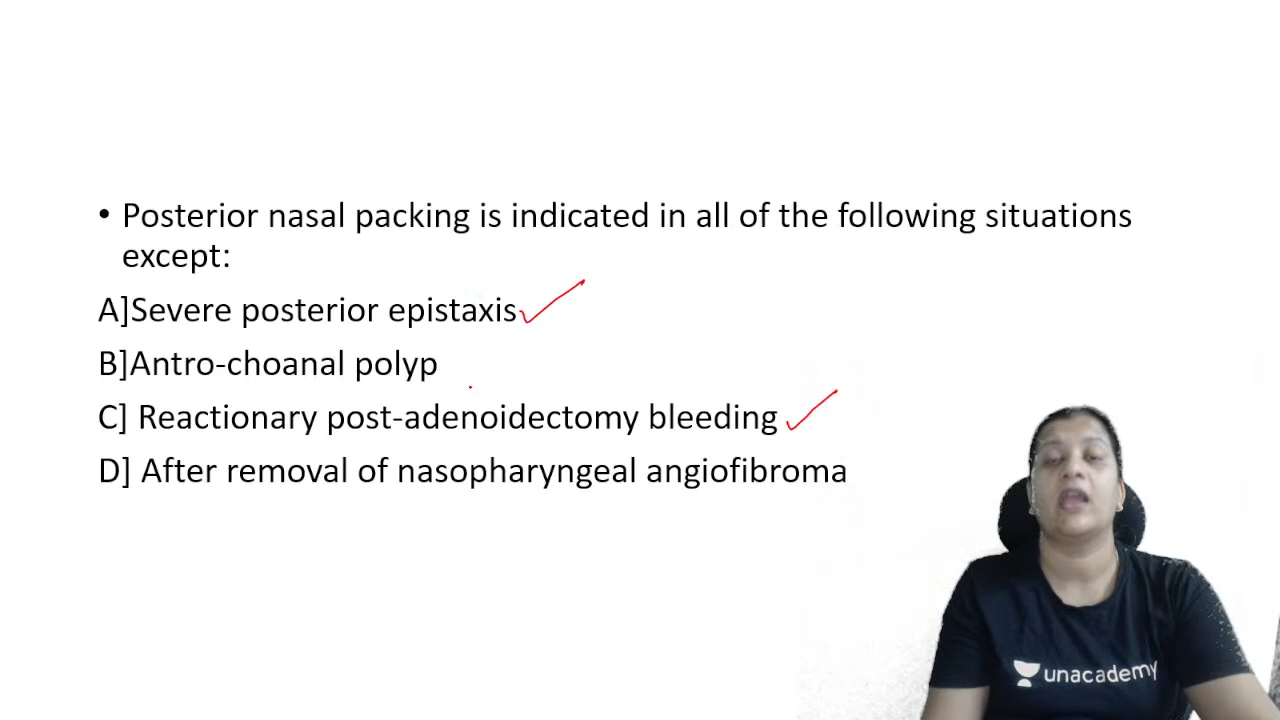 • Posterior nasal packing is indicated in all of the following situations
except:
A]Severe posterior epistaxis
B]Antro-choanal polyp
C] Reactionary post-adenoidectomy bleeding
D] After removal of nasopharyngeal angiofibroma
unacademy